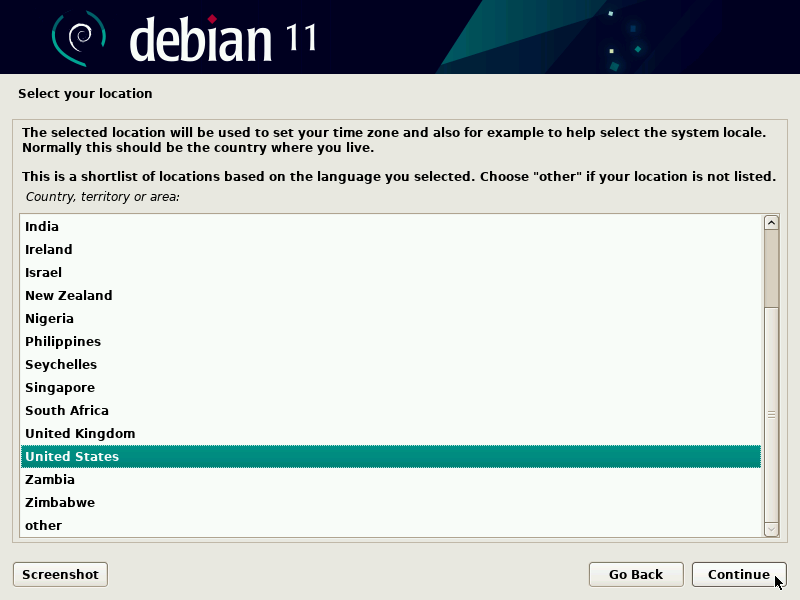 debian 11
Select your location
The selected location will be used to set your time zone and also for example to help select the system locale.
Normally this should be the country where you live.
This is a shortlist of locations based on the language you selected. Choose "other" if your location is not listed.
Country, territory or area:
India
Ireland
Israel
New Zealand
Nigeria
Philippines
Seychelles
Singapore
South Africa
United Kingdom
United States
Zambia
Zimbabwe
other
Screenshot
Go Back
Continue